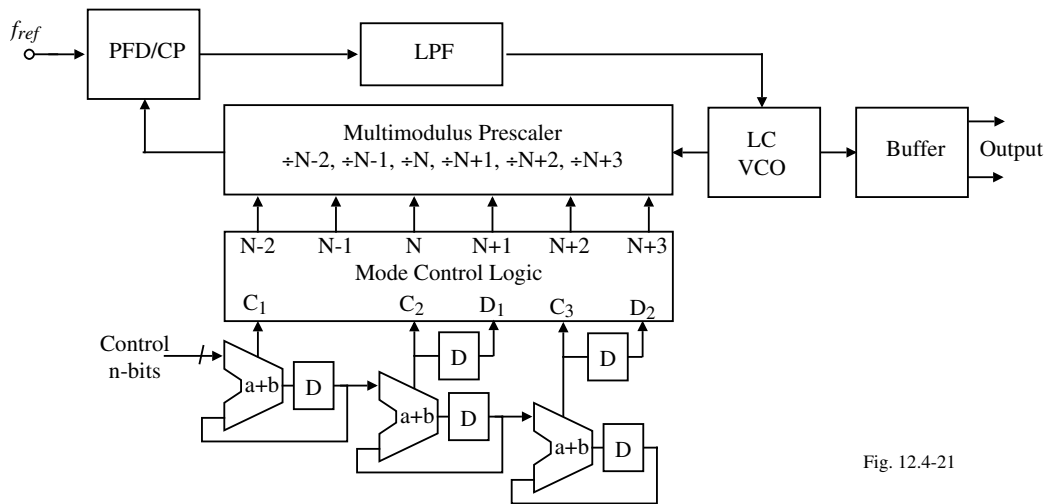 f_ref
PFD/CP
LPF
Multimodulus Prescaler
÷N-2, ÷N-1, ÷N, ÷N+1, ÷N+2, ÷N+3
LC
VCO
Buffer
Output
N-2 N-1 N N+1 N+2 N+3
Mode Control Logic
C1 C2 D1 C3 D2
Control
n-bits
D
D
a+b
D
a+b
D
a+b
D
Fig. 12.4-21